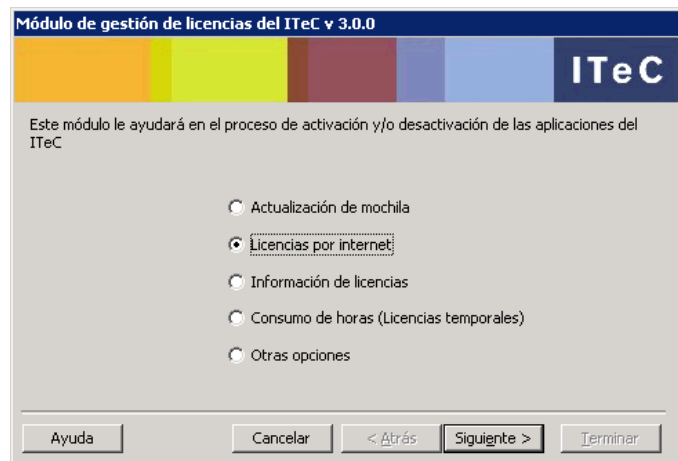 Módulo de gestión de licencias del ITeC v 3.0.0
ITeC
Este módulo le ayudará en el proceso de activación y/o desactivación de las aplicaciones del
ITeC
Actualización de mochila
Licencias por internet
Información de licencias
Consumo de horas (Licencias temporales)
Otras opciones
Ayuda
Cancelar
< Atrás
Siguiente >
Terminar